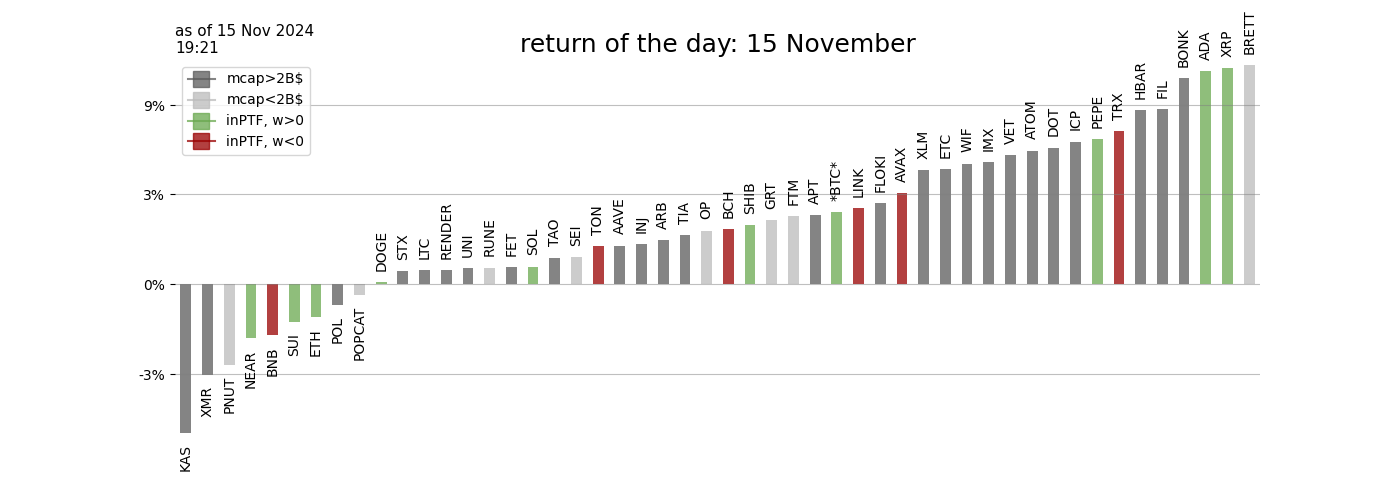 as of 15 Nov 2024
19:21
return of the day: 15 November
mcap>2B$
mcap<2B$
inPTF, w>0
inPTF, w<0
9%
3%
0%
-3%
KAS
XMR
PNUT
NEAR
BNB
SUI
ETH
POL
POPCAT
DOGE
STX
LTC
RENDER
UNI
RUNE
FET
SOL
TAO
SEI
TON
AAVE
INJ
ARB
TIA
OP
BCH
SHIB
GRT
FTM
APT
*BTC*
LINK
FLOKI
AVAX
XLM
ETC
WIF
IMX
VET
ATOM
DOT
ICP
PEPE
TRX
HBAR
FIL
BONK
ADA
XRP
BRETT